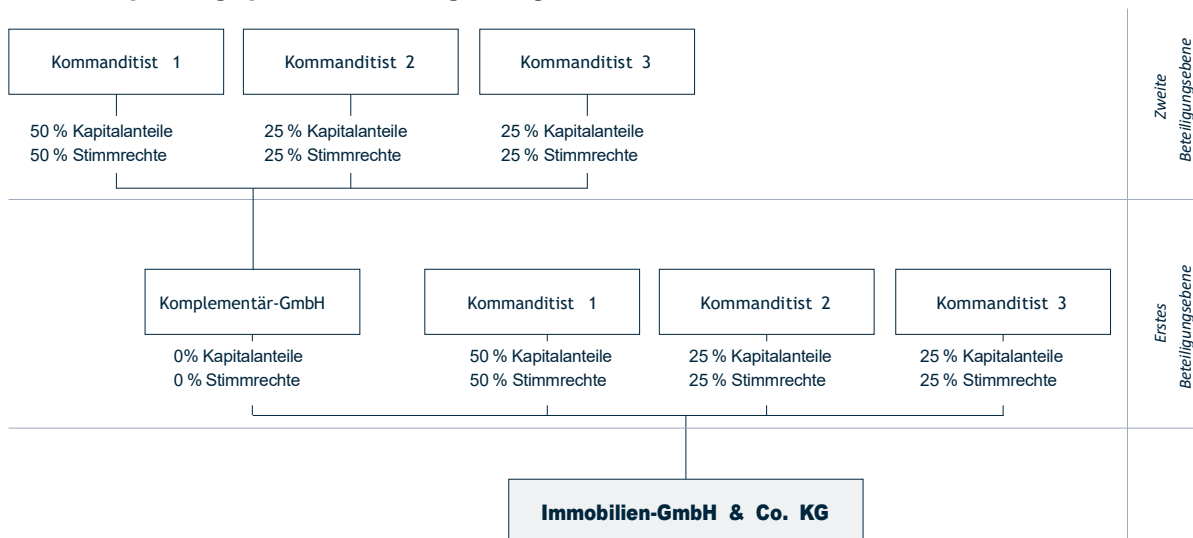 Kommanditist 1
Kommanditist 2
Kommanditist 3
50 % Kapitalanteile
50 % Stimmrechte
25 % Kapitalanteile
25 % Stimmrechte
25 % Kapitalanteile
25 % Stimmrechte
Zweite
Beteiligungsebene
Komplementär-GmbH
Kommanditist 1
Kommanditist 2
Kommanditist 3
0% Kapitalanteile
0 % Stimmrechte
50 % Kapitalanteile
50 % Stimmrechte
25 % Kapitalanteile
25 % Stimmrechte
25 % Kapitalanteile
25 % Stimmrechte
Erstes
Beteiligungsebene
Immobilien-GmbH & Co. KG